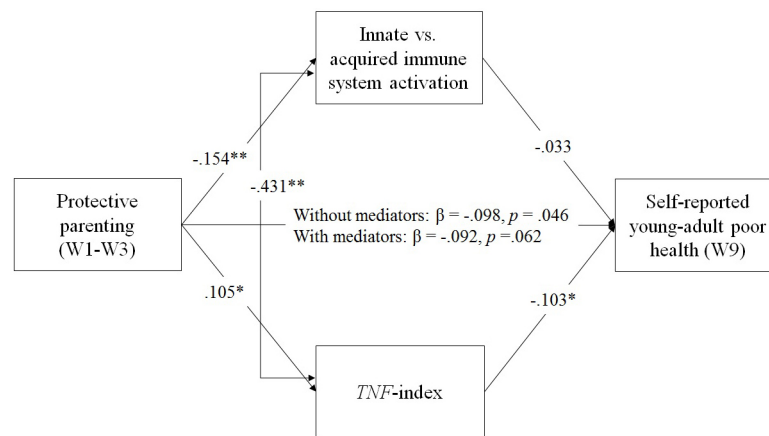 Innate vs.
acquired immune
system activation
-.154**
-.431**
-.033
Protective
parenting
(W1-W3)
Without mediators: β = -.098, p = .046
With mediators: β = -.092, p =.062
Self-reported
young-adult poor
health (W9)
.105*
-.103*
TNF-index